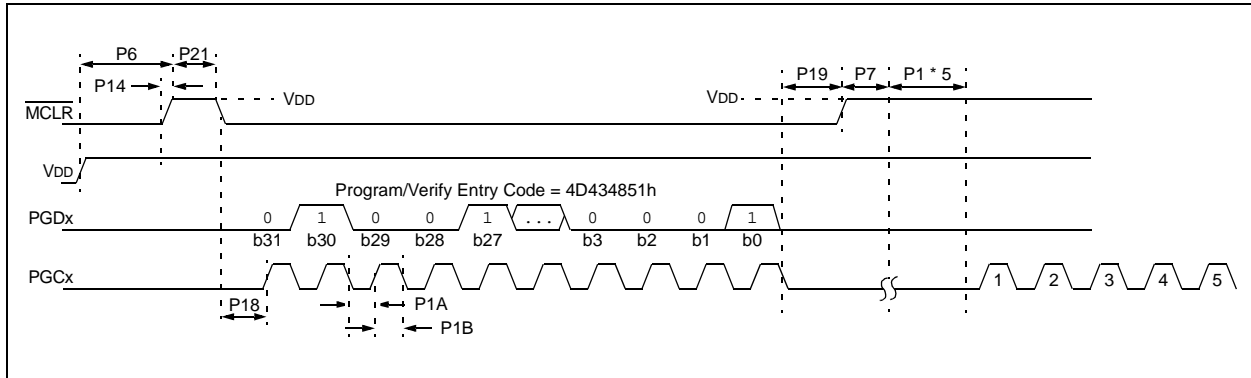 P6 P21 P19 P7 P1 * 5
P14
VDD VDD
MCLR
VDD
Program/Verify Entry Code = 4D434851h
PGDx 0 1 0 0 1 ... 0 0 0 1
b31 b30 b29 b28 b27 b3 b2 b1 b0
PGCx 1 2 3 4 5
P18 P1A
P1B